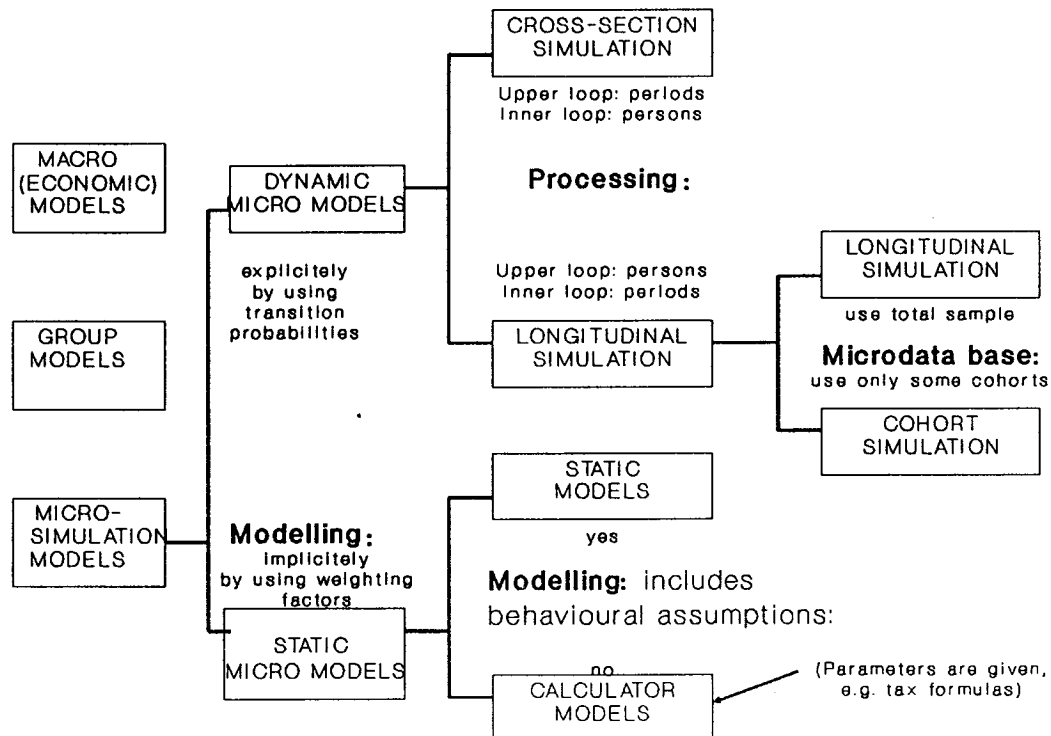 MACRO
(ECONOMIC)
MODELS
GROUP
MODELS
MICRO-
SIMULATION
MODELS
DYNAMIC
MICRO MODELS
explicitely
by using
transition
probabilities
Modelling:
implicitely
by using weighting
factors
STATIC
MICRO MODELS
CROSS-SECTION
SIMULATION
Upper loop: periods
Inner loop: persons
Processing:
Upper loop: persons
Inner loop: periods
LONGITUDINAL
SIMULATION
STATIC
MODELS
yes
Modelling: includes
behavioural assumptions:
no
CALCULATOR
MODELS
LONGITUDINAL
SIMULATION
use total sample
Microdata base:
use only some cohorts
COHORT
SIMULATION
(Parameters are given,
e.g. tax formulas)